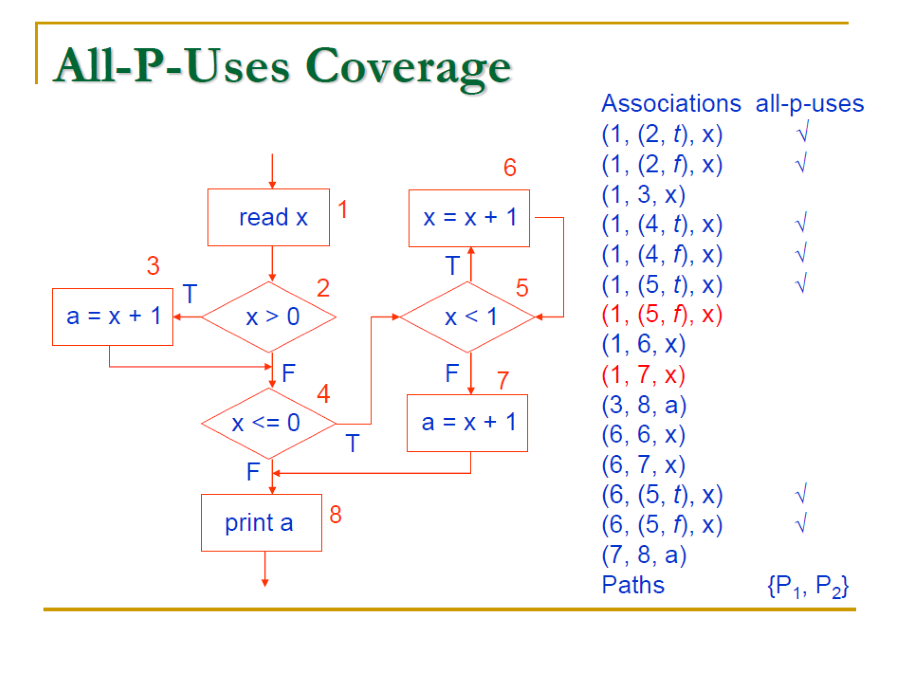 All-P-Uses Coverage
Associations all-p-uses
(1, (2, t), x) √
(1, (2, f), x) √
(1, 3, x)
(1, (4, t), x) √
(1, (4, f), x) √
(1, (5, t), x) √
(1, (5, f), x)
(1, 6, x)
(1, 7, x)
(3, 8, a)
(6, 6, x)
(6, 7, x)
(6, (5, t), x) √
(6, (5, f), x) √
(7, 8, a)
Paths {P₁, P₂}
read x
1
x > 0
2
T
F
3
a = x + 1
x <= 0
4
T
F
6
x = x + 1
T
x < 1
5
F
7
a = x + 1
print a
8